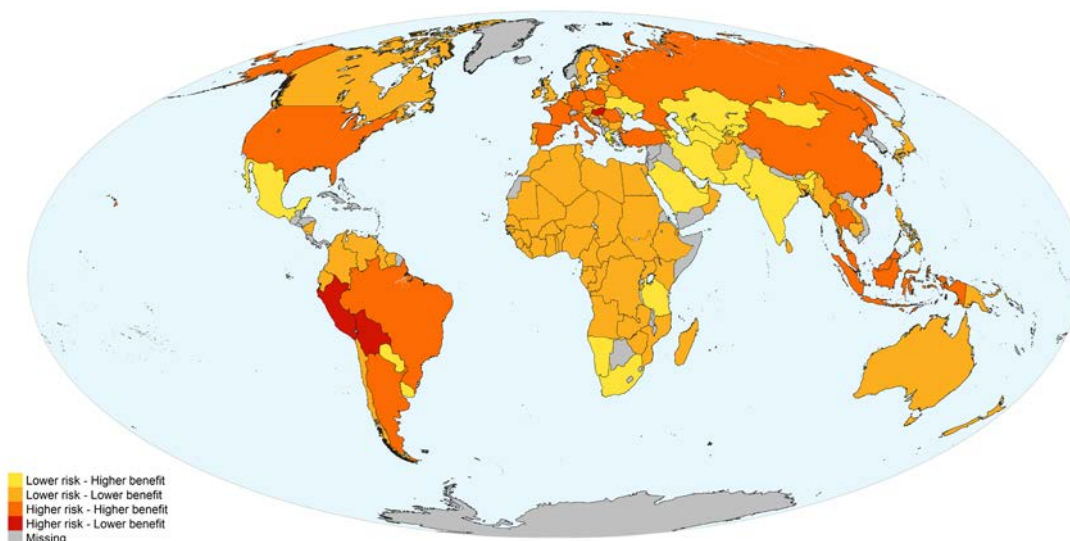 Lower risk - Higher benefit
Lower risk - Lower benefit
Higher risk - Higher benefit
Higher risk - Lower benefit
Missing